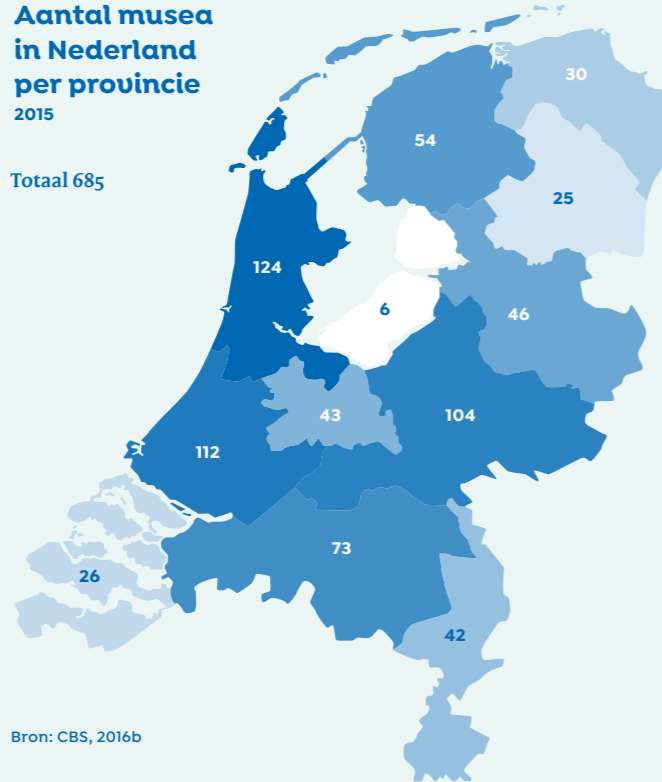 Aantal musea
in Nederland
per provincie
2015
Totaal 685
30
54
25
124
6
46
43
104
112
73
26
42
Bron: CBS, 2016b